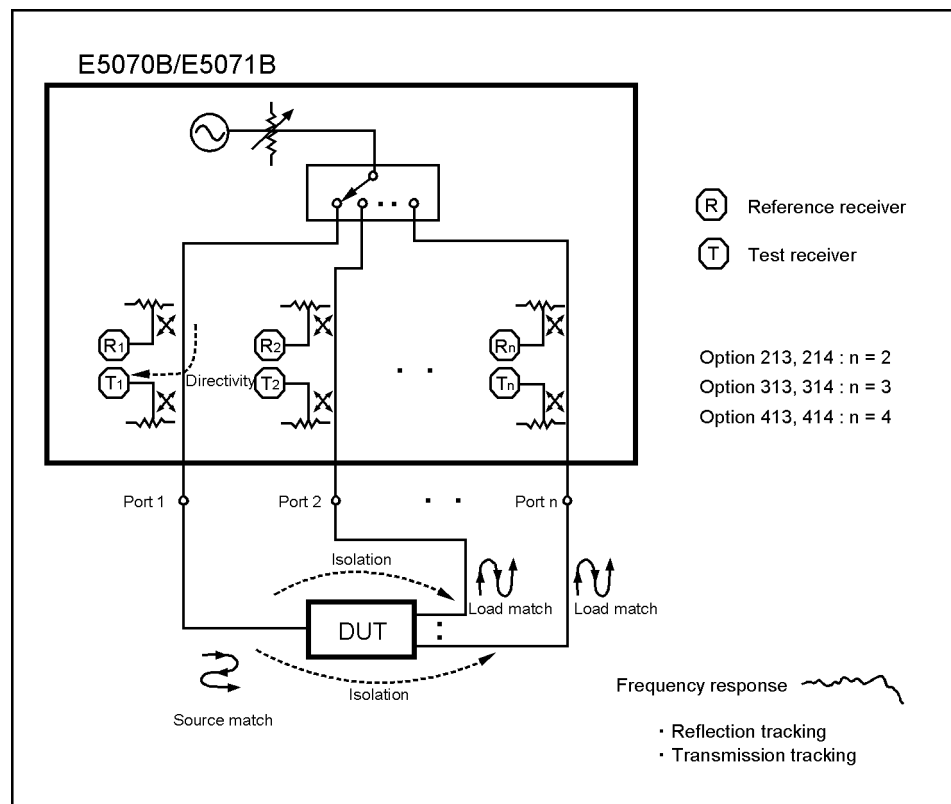 E5070B/E5071B
R Reference receiver
T Test receiver
R1
R2
Rn
T1
Directivity
T2
Tn
Option 213, 214 : n = 2
Option 313, 314 : n = 3
Option 413, 414 : n = 4
Port 1
Port 2
Port n
Isolation
Load match
Load match
DUT
Isolation
Source match
Frequency response
· Reflection tracking
· Transmission tracking